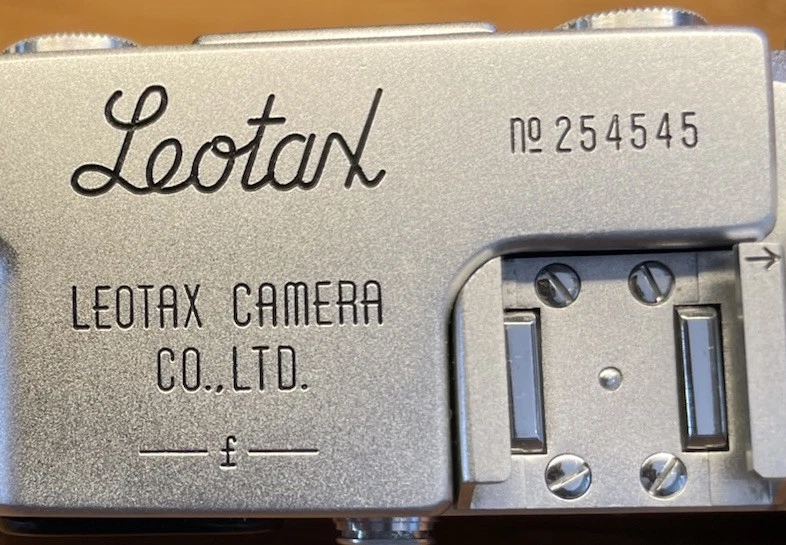 Leotax
№ 254545
LEOTAX CAMERA
CO.,LTD.
— f —